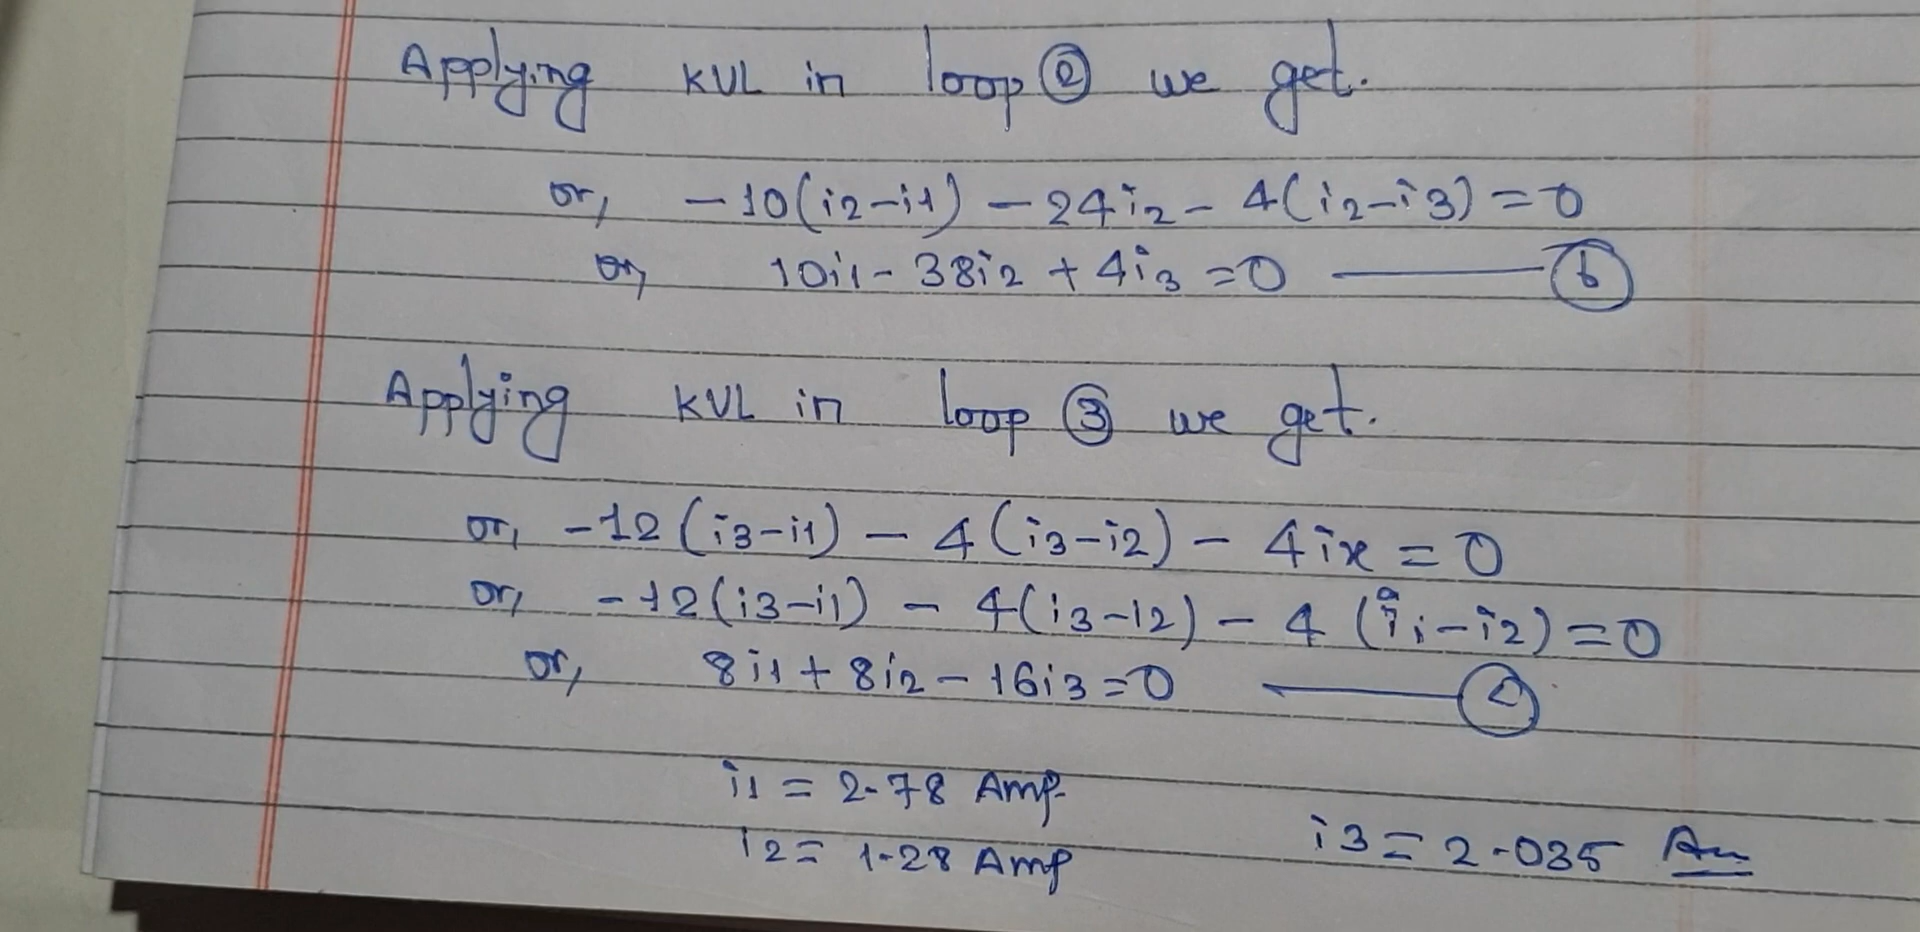 Applying KVL in loop ② we get.
or, -10(i2-i1) - 24i2 - 4(i2-i3) = 0
or, 10i1 - 38i2 + 4i3 = 0 —— ⓑ
Applying KVL in loop ③ we get.
or, -12(i3-i1) - 4(i3-i2) - 4ix = 0
or, -12(i3-i1) - 4(i3-i2) - 4(i1-i2) = 0
or, 8i1 + 8i2 - 16i3 = 0 —— ⓒ
i1 = 2.78 Amp.
i2 = 1.28 Amp i3 = 2.035